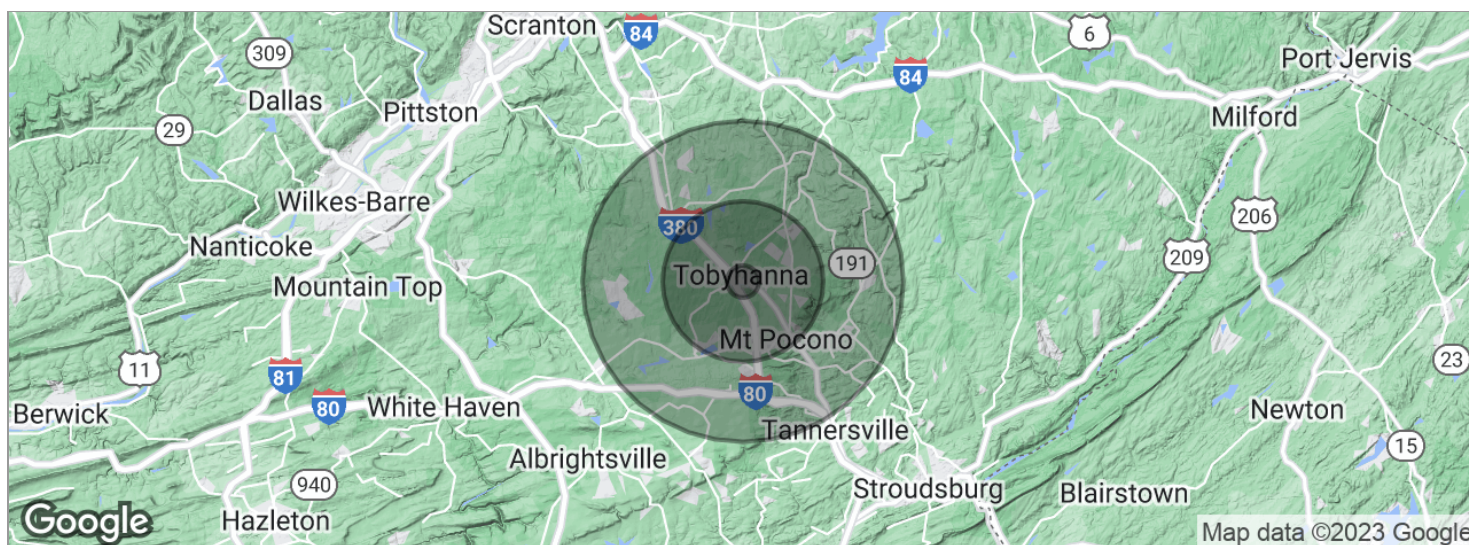 Scranton
84
6
Port Jervis
309
84
Dallas
Pittston
Milford
29
Wilkes-Barre
380
206
Nanticoke
191
209
Tobyhanna
Mountain Top
Mt Pocono
11
81
23
80
80
Berwick
White Haven
Newton
Tannersville
15
Albrightsville
940
Stroudsburg
Blairstown
Google
Hazleton
Map data ©2023 Google